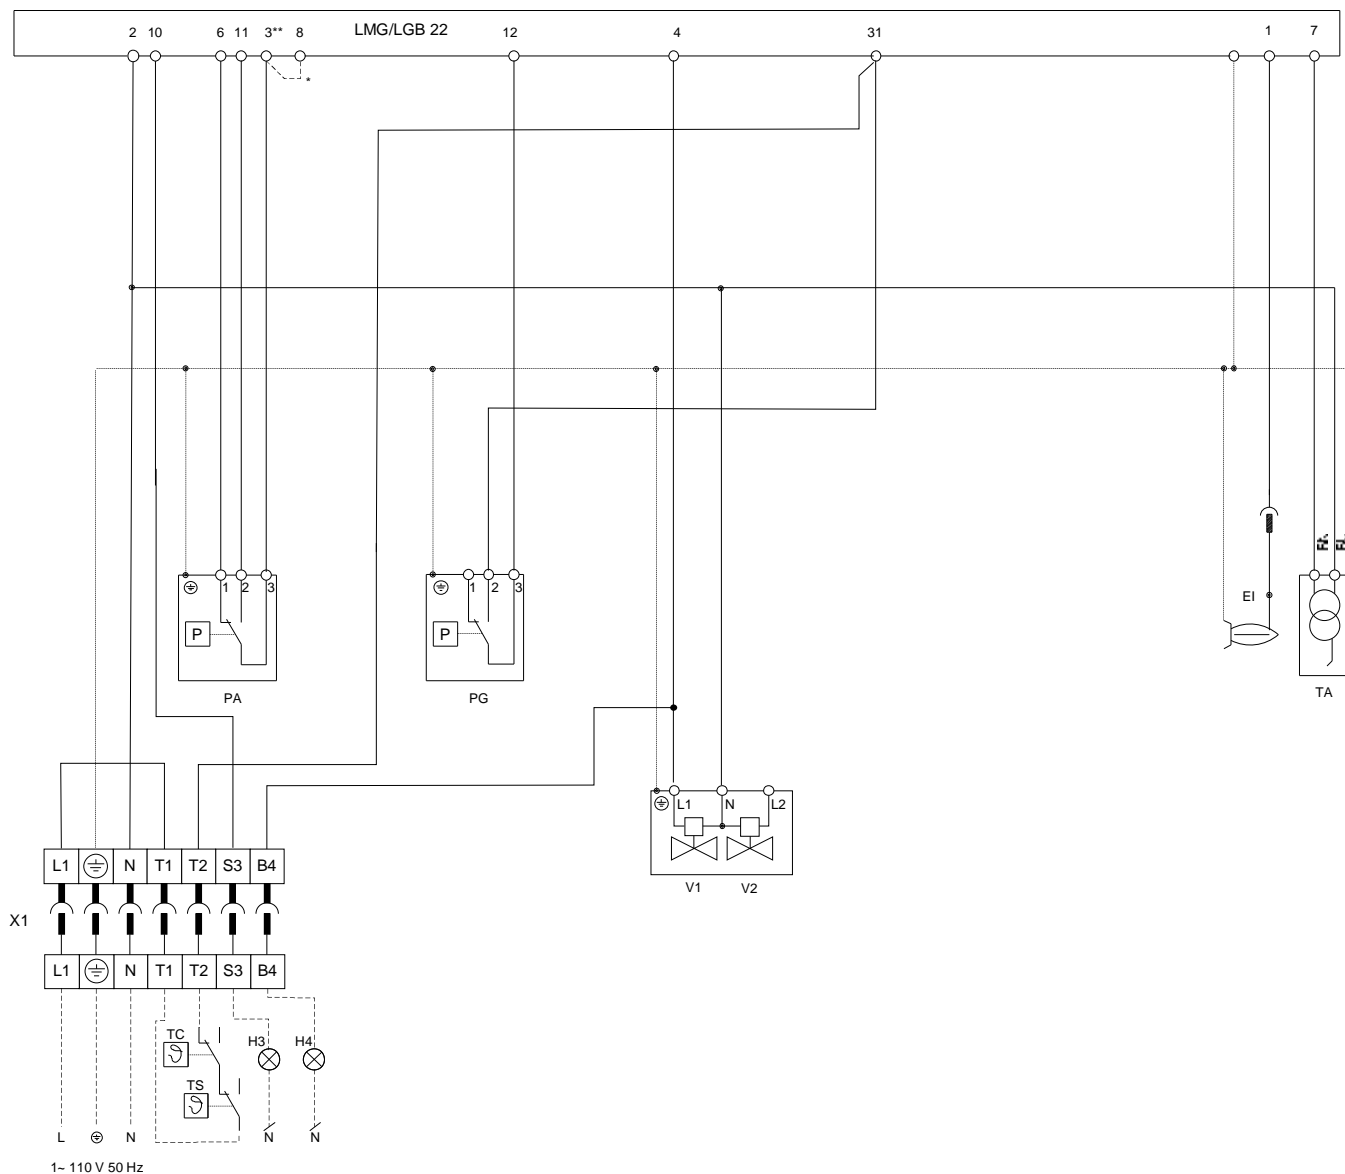 LMG/LGB 22
2 10 6 11 3** 8 12 4 31 1 7
*
1 2 3
P
PA
1 2 3
P
PG
EI
TA
L1 N L2
V1 V2
L1 N T1 T2 S3 B4
X1
L1 N T1 T2 S3 B4
TC H3 H4
TS
L N N N
1~ 110 V 50 Hz